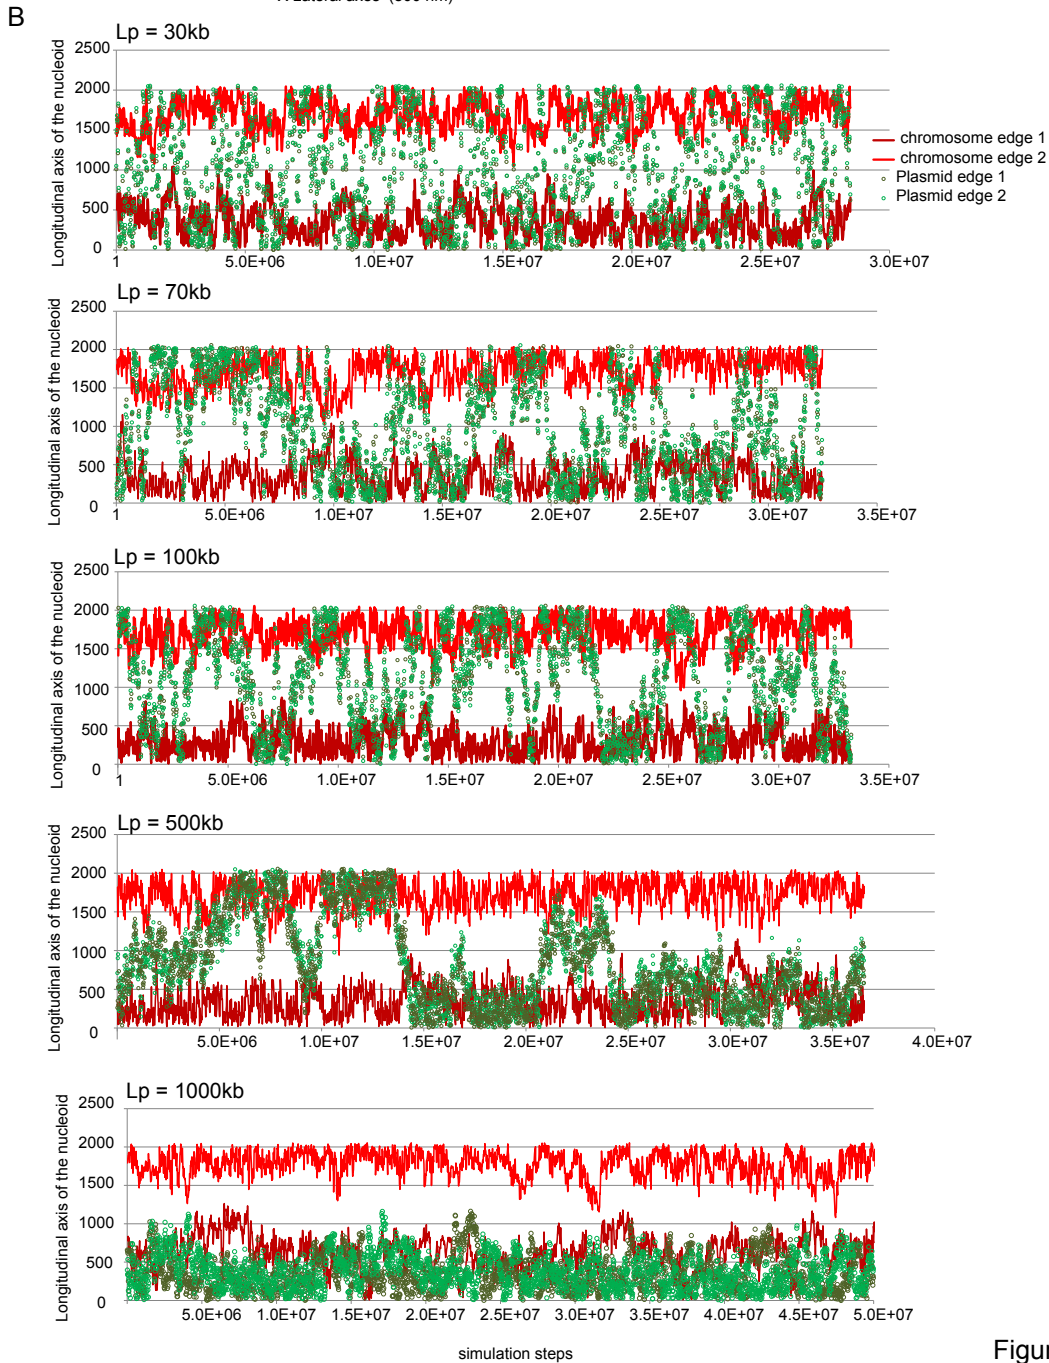 B
Lp = 30kb
Longitudinal axis of the nucleoid
2500
2000
1500
1000
500
0
1
5.0E+06
1.0E+07
1.5E+07
2.0E+07
2.5E+07
3.0E+07
chromosome edge 1
chromosome edge 2
Plasmid edge 1
Plasmid edge 2
Lp = 70kb
Longitudinal axis of the nucleoid
2500
2000
1500
1000
500
0
1
5.0E+06
1.0E+07
1.5E+07
2.0E+07
2.5E+07
3.0E+07
3.5E+07
Lp = 100kb
Longitudinal axis of the nucleoid
2500
2000
1500
1000
500
0
1
5.0E+06
1.0E+07
1.5E+07
2.0E+07
2.5E+07
3.0E+07
3.5E+07
Lp = 500kb
Longitudinal axis of the nucleoid
2500
2000
1500
1000
500
0
5.0E+06
1.0E+07
1.5E+07
2.0E+07
2.5E+07
3.0E+07
3.5E+07
4.0E+07
Lp = 1000kb
Longitudinal axis of the nucleoid
2500
2000
1500
1000
500
0
5.0E+06
1.0E+07
1.5E+07
2.0E+07
2.5E+07
3.0E+07
3.5E+07
4.0E+07
4.5E+07
5.0E+07
simulation steps
Figur